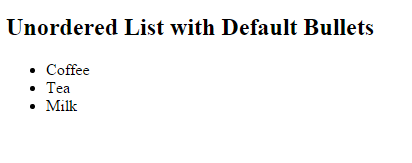 Unordered List with Default Bullets
• Coffee
• Tea
• Milk